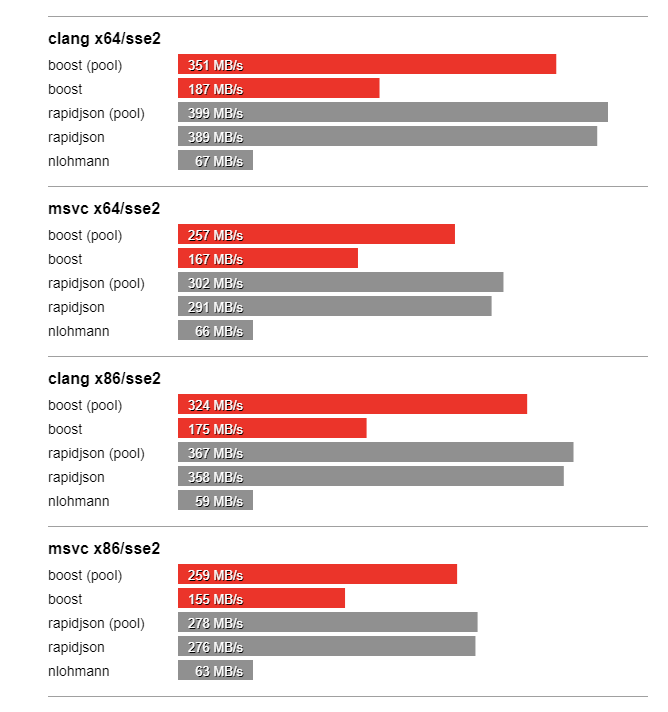 clang x64/sse2
boost (pool) 351 MB/s
boost 187 MB/s
rapidjson (pool) 399 MB/s
rapidjson 389 MB/s
nlohmann 67 MB/s
msvc x64/sse2
boost (pool) 257 MB/s
boost 167 MB/s
rapidjson (pool) 302 MB/s
rapidjson 291 MB/s
nlohmann 66 MB/s
clang x86/sse2
boost (pool) 324 MB/s
boost 175 MB/s
rapidjson (pool) 367 MB/s
rapidjson 358 MB/s
nlohmann 59 MB/s
msvc x86/sse2
boost (pool) 259 MB/s
boost 155 MB/s
rapidjson (pool) 278 MB/s
rapidjson 276 MB/s
nlohmann 63 MB/s